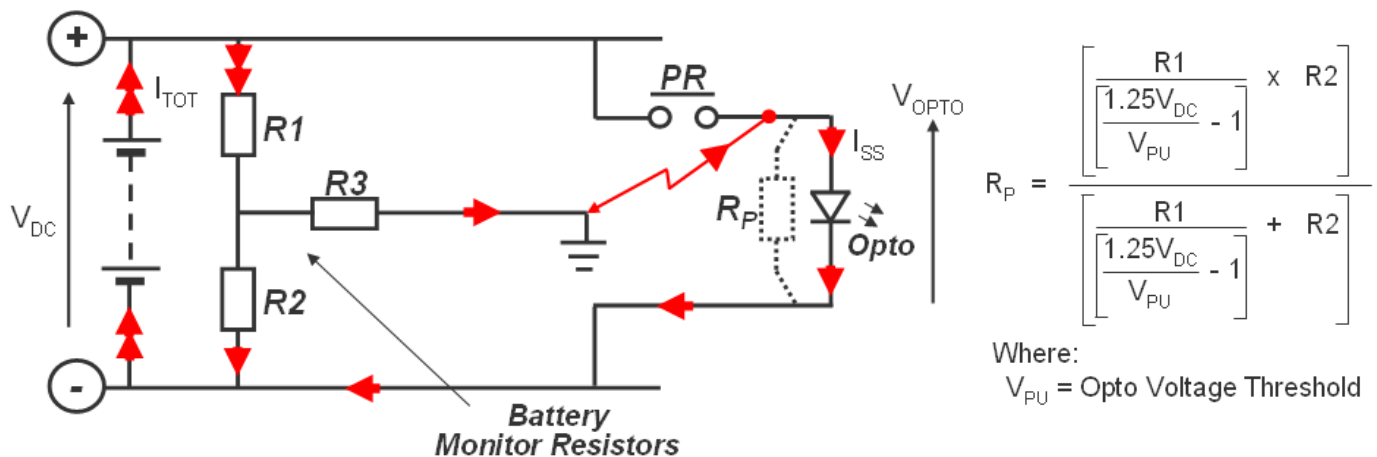 +
I_TOT
R1
PR
V_OPTO
I_SS
R3
V_DC
R_P
Opto
R2
-
Battery
Monitor Resistors
R_P = [R1 / [1.25V_DC / V_PU - 1] x R2] / [R1 / [1.25V_DC / V_PU - 1] + R2]
Where:
V_PU = Opto Voltage Threshold